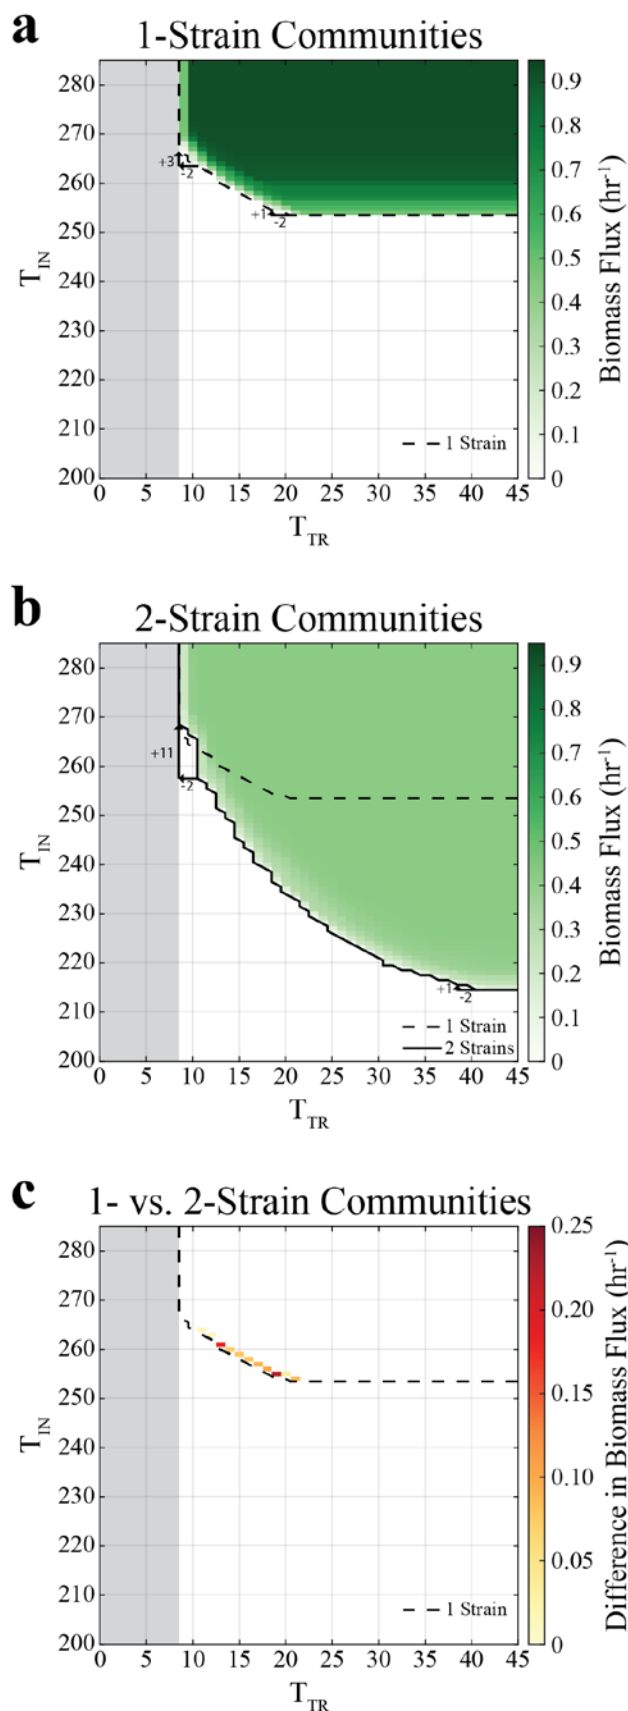 a
1-Strain Communities
280
270
260
250
240
230
220
210
200
T_IN
+3
-2
+1
-2
1 Strain
0 5 10 15 20 25 30 35 40 45
T_TR
0.9
0.8
0.7
0.6
0.5
0.4
0.3
0.2
0.1
0
Biomass Flux (hr⁻¹)
b
2-Strain Communities
280
270
260
250
240
230
220
210
200
T_IN
+11
-2
+1
-2
1 Strain
2 Strains
0 5 10 15 20 25 30 35 40 45
T_TR
0.9
0.8
0.7
0.6
0.5
0.4
0.3
0.2
0.1
0
Biomass Flux (hr⁻¹)
c
1- vs. 2-Strain Communities
280
270
260
250
240
230
220
210
200
T_IN
1 Strain
0 5 10 15 20 25 30 35 40 45
T_TR
0.25
0.20
0.15
0.10
0.05
0
Difference in Biomass Flux (hr⁻¹)